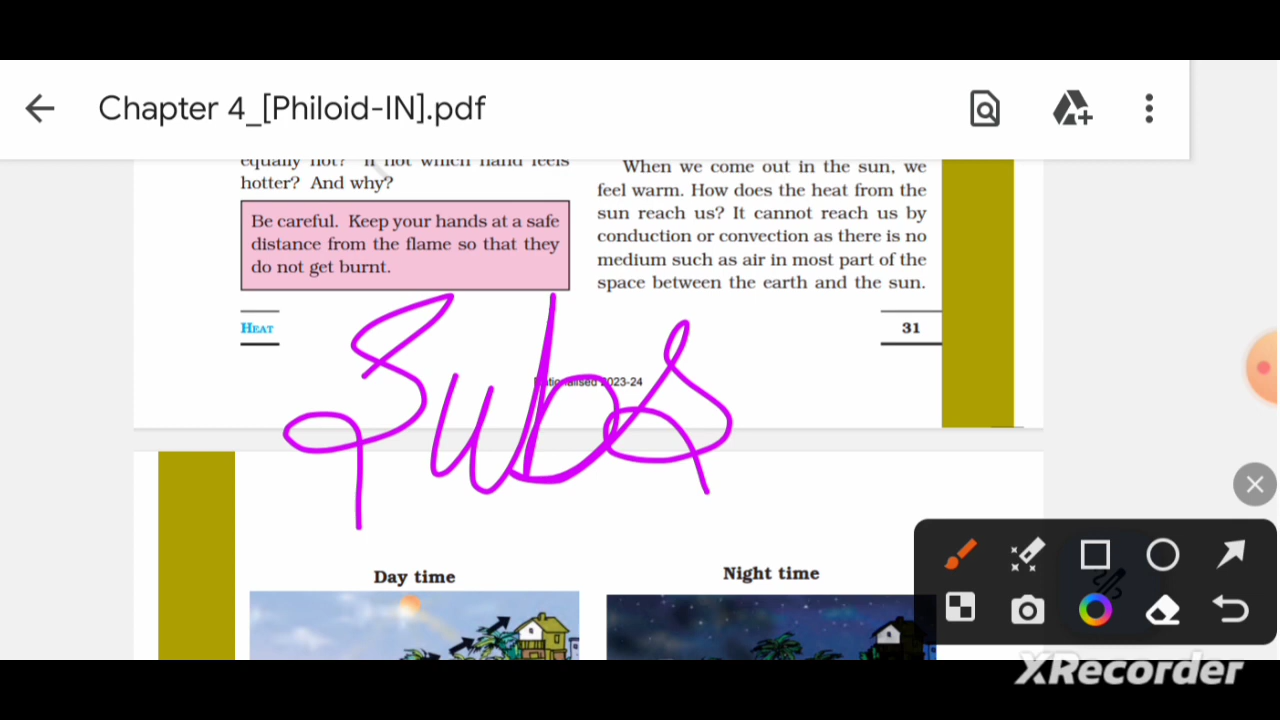 Chapter 4_[Philoid-IN].pdf
hotter? And why?
Be careful. Keep your hands at a safe
distance from the flame so that they
do not get burnt.
HEAT
When we come out in the sun, we
feel warm. How does the heat from the
sun reach us? It cannot reach us by
conduction or convection as there is no
medium such as air in most part of the
space between the earth and the sun.
31
2023-24
Subs
Day time
Night time
XRecorder